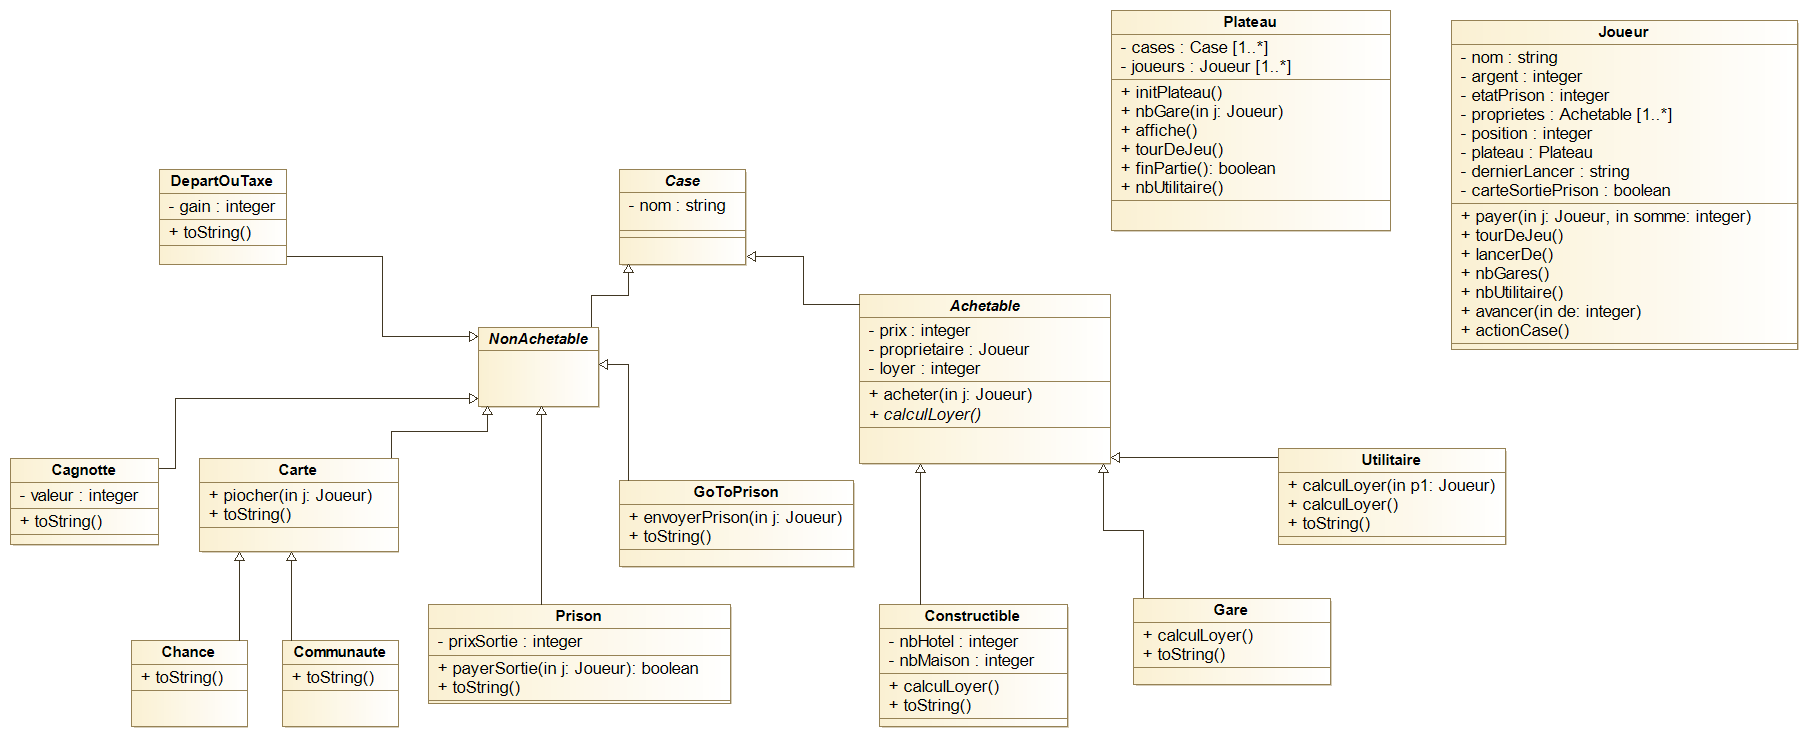 Plateau
- cases : Case [1..*]
- joueurs : Joueur [1..*]
+ initPlateau()
+ nbGare(in j: Joueur)
+ affiche()
+ tourDeJeu()
+ finPartie(): boolean
+ nbUtilitaire()
Joueur
- nom : string
- argent : integer
- etatPrison : integer
- proprietes : Achetable [1..*]
- position : integer
- plateau : Plateau
- dernierLancer : string
- carteSortiePrison : boolean
+ payer(in j: Joueur, in somme: integer)
+ tourDeJeu()
+ lancerDe()
+ nbGares()
+ nbUtilitaire()
+ avancer(in de: integer)
+ actionCase()
DepartOuTaxe
- gain : integer
+ toString()
Case
- nom : string
NonAchetable
Achetable
- prix : integer
- proprietaire : Joueur
- loyer : integer
+ acheter(in j: Joueur)
+ calculLoyer()
Cagnotte
- valeur : integer
+ toString()
Carte
+ piocher(in j: Joueur)
+ toString()
GoToPrison
+ envoyerPrison(in j: Joueur)
+ toString()
Utilitaire
+ calculLoyer(in p1: Joueur)
+ calculLoyer()
+ toString()
Chance
+ toString()
Communaute
+ toString()
Prison
- prixSortie : integer
+ payerSortie(in j: Joueur): boolean
+ toString()
Constructible
- nbHotel : integer
- nbMaison : integer
+ calculLoyer()
+ toString()
Gare
+ calculLoyer()
+ toString()